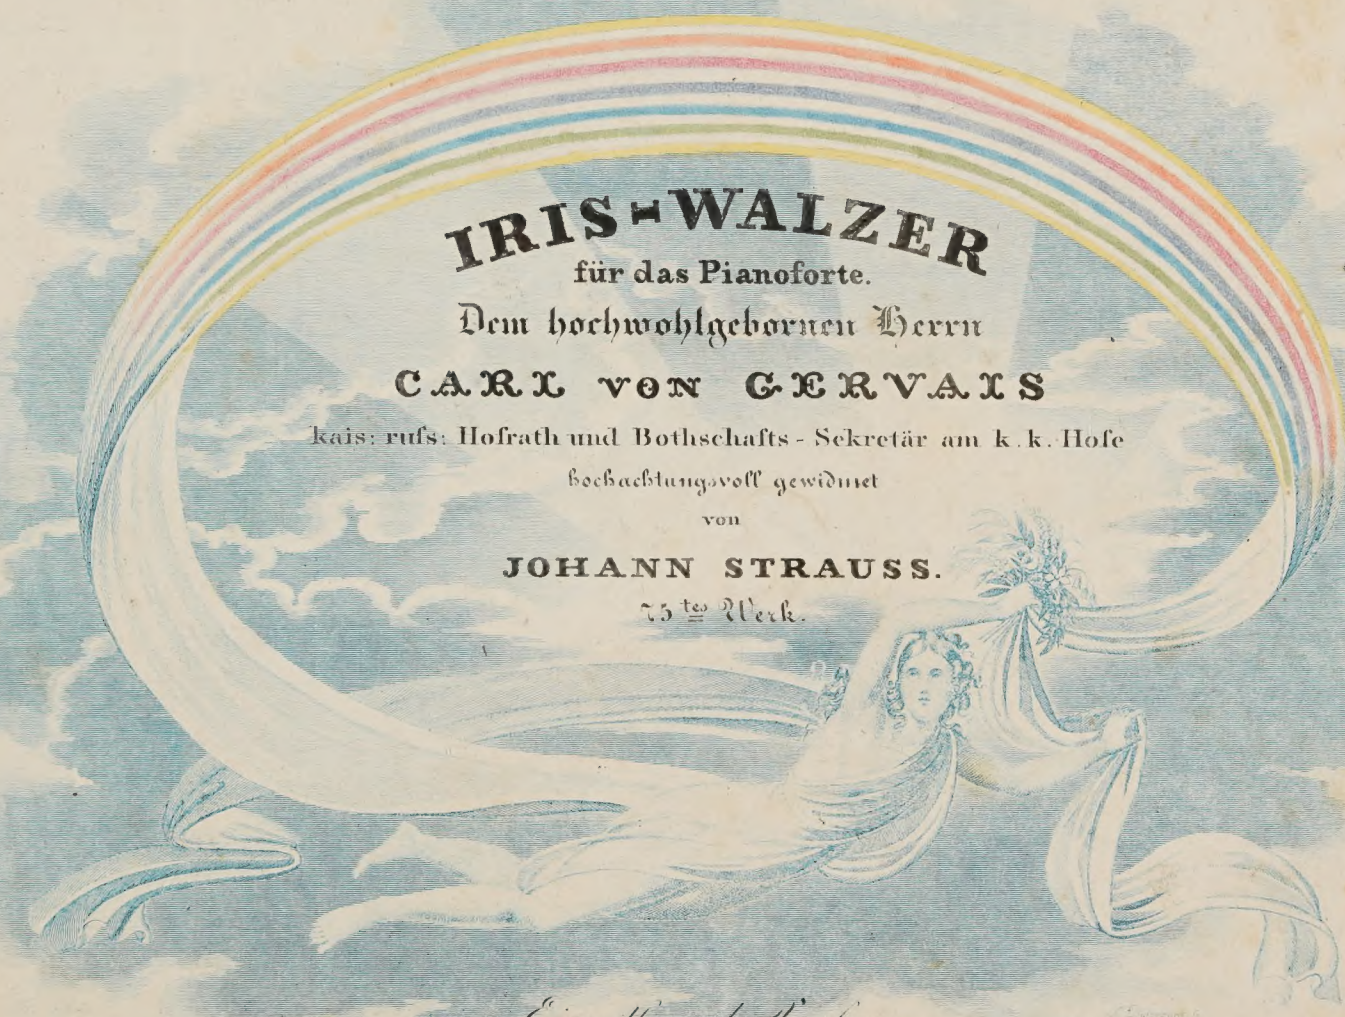 IRIS-WALZER
für das Pianoforte.
Dem hochwohlgebornen Herrn
CARL VON GERVAIS
kais: ruſs: Hofrath und Bothschafts-Sekretär am k. k. Hofe
hochachtungsvoll gewidmet
von
JOHANN STRAUSS.
75tes Werk.